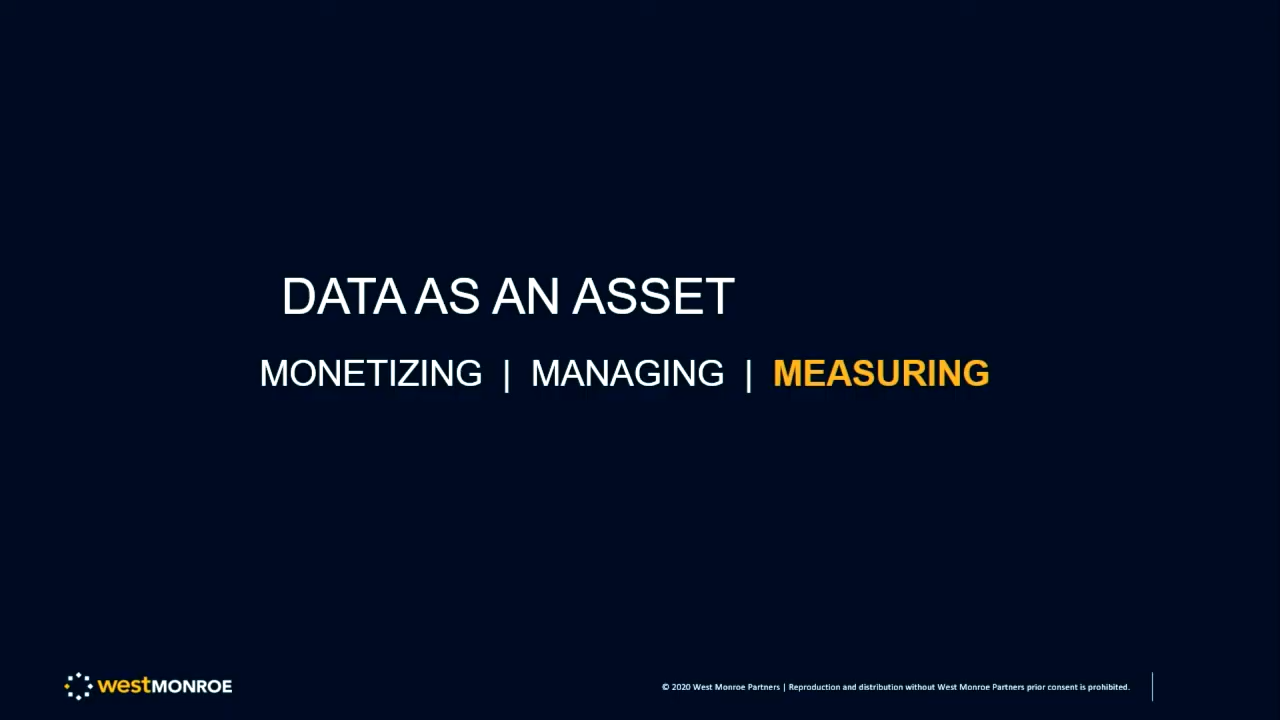 DATA AS AN ASSET
MONETIZING | MANAGING | MEASURING
westMONROE
© 2020 West Monroe Partners | Reproduction and distribution without West Monroe Partners prior consent is prohibited.